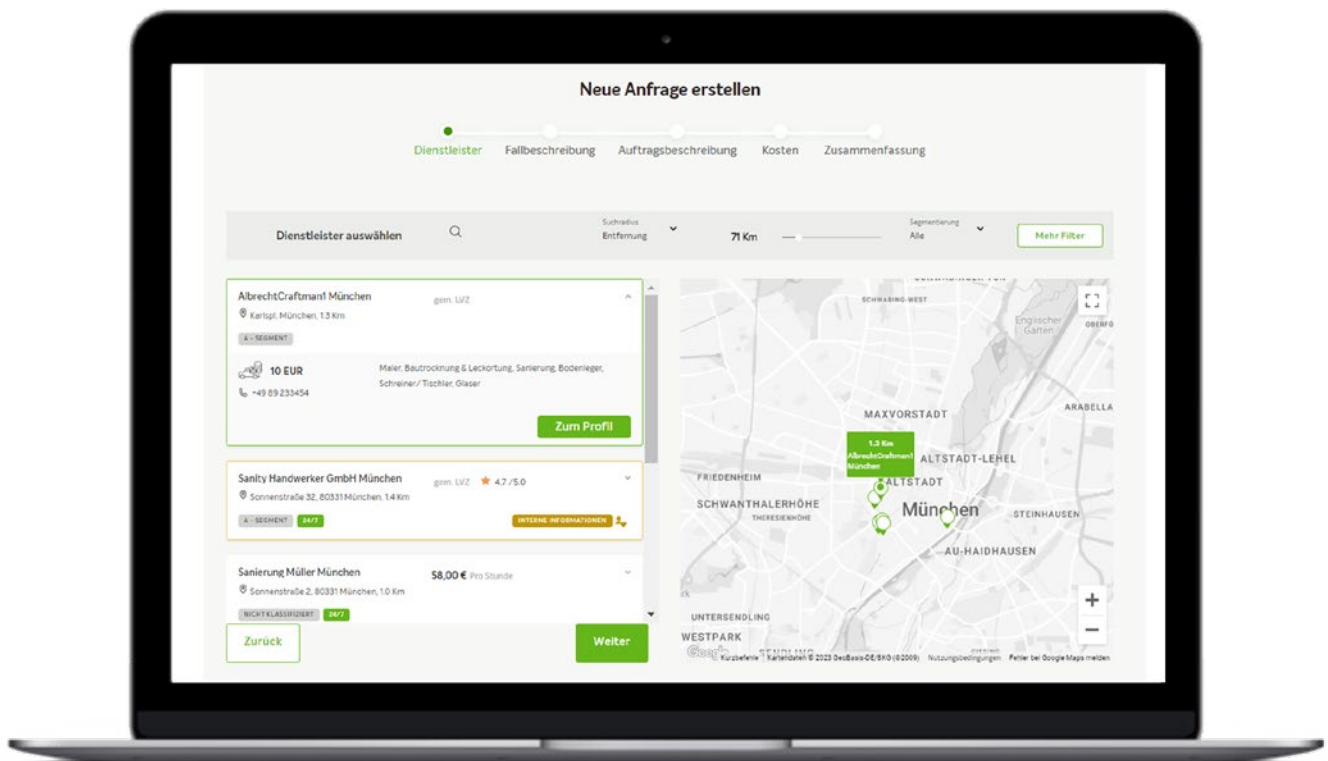 Neue Anfrage erstellen
Dienstleister Fallbeschreibung Auftragsbeschreibung Kosten Zusammenfassung
Dienstleister auswählen
Suchradius
Entfernung
71 Km
Segmentierung
Alle
Mehr Filter
AlbrechtCraftman1 München
gem. LVZ
Karlspl, München, 1.3 Km
A - SEGMENT
10 EUR
+49 89 233454
Maler, Bautrocknung & Leckortung, Sanierung, Bodenleger,
Schreiner/ Tischler, Glaser
Zum Profil
Sanity Handwerker GmbH München
gem. LVZ
4.7 /5.0
Sonnenstraße 32, 80331 München, 1.4 Km
A - SEGMENT
24/7
INTERNE INFORMATIONEN
Sanierung Müller München
58,00 € Pro Stunde
Sonnenstraße 2, 80331 München, 1.0 Km
NICHT KLASSIFIZIERT
24/7
Zurück
Weiter
SCHWABING-WEST
Englischer
Garten
MAXVORSTADT
ARABELLA
1.3 Km
AlbrechtCraftman1
München
ALTSTADT-LEHEL
FRIEDENHEIM
ALTSTADT
SCHWANTHALERHÖHE
THERESIENHÖHE
München
STEINHAUSEN
AU-HAIDHAUSEN
UNTERSENDLING
WESTPARK
SENDLING
Google
Kurzbefehle
Kartendaten © 2023 GeoBasis-DE/BKG (©2009)
Nutzungsbedingungen
Fehler bei Google Maps melden